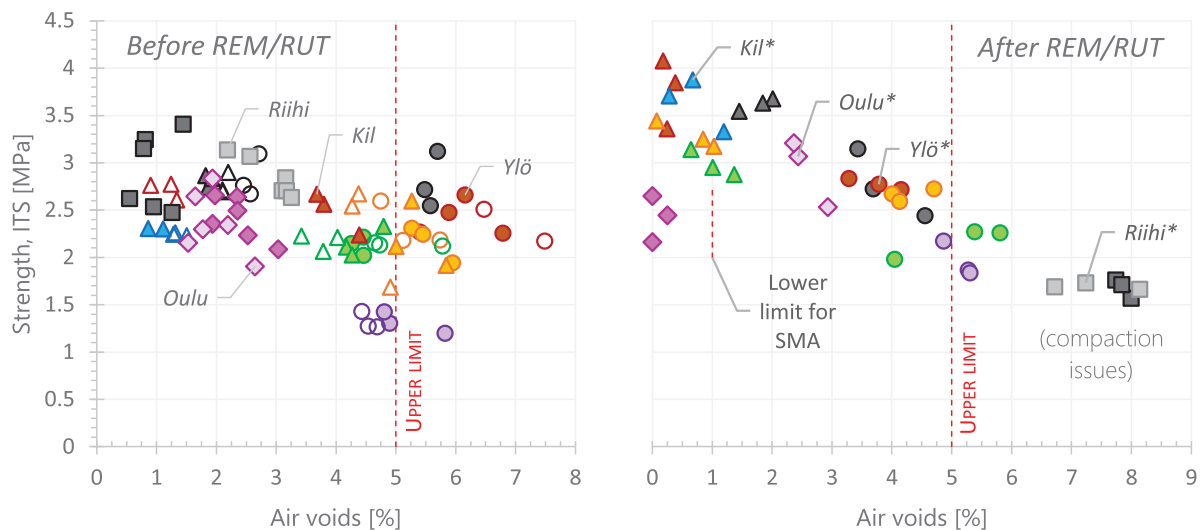 Before REM/RUT
After REM/RUT
Strength, ITS [MPa]
4.5
4
3.5
3
2.5
2
1.5
1
0.5
0
Riihi
Kil
Ylö
Oulu
UPPER LIMIT
0 1 2 3 4 5 6 7 8
Air voids [%]
Kil*
Oulu*
Ylö*
Riihi*
Lower
limit for
SMA
(compaction
issues)
UPPER LIMIT
0 1 2 3 4 5 6 7 8 9
Air voids [%]